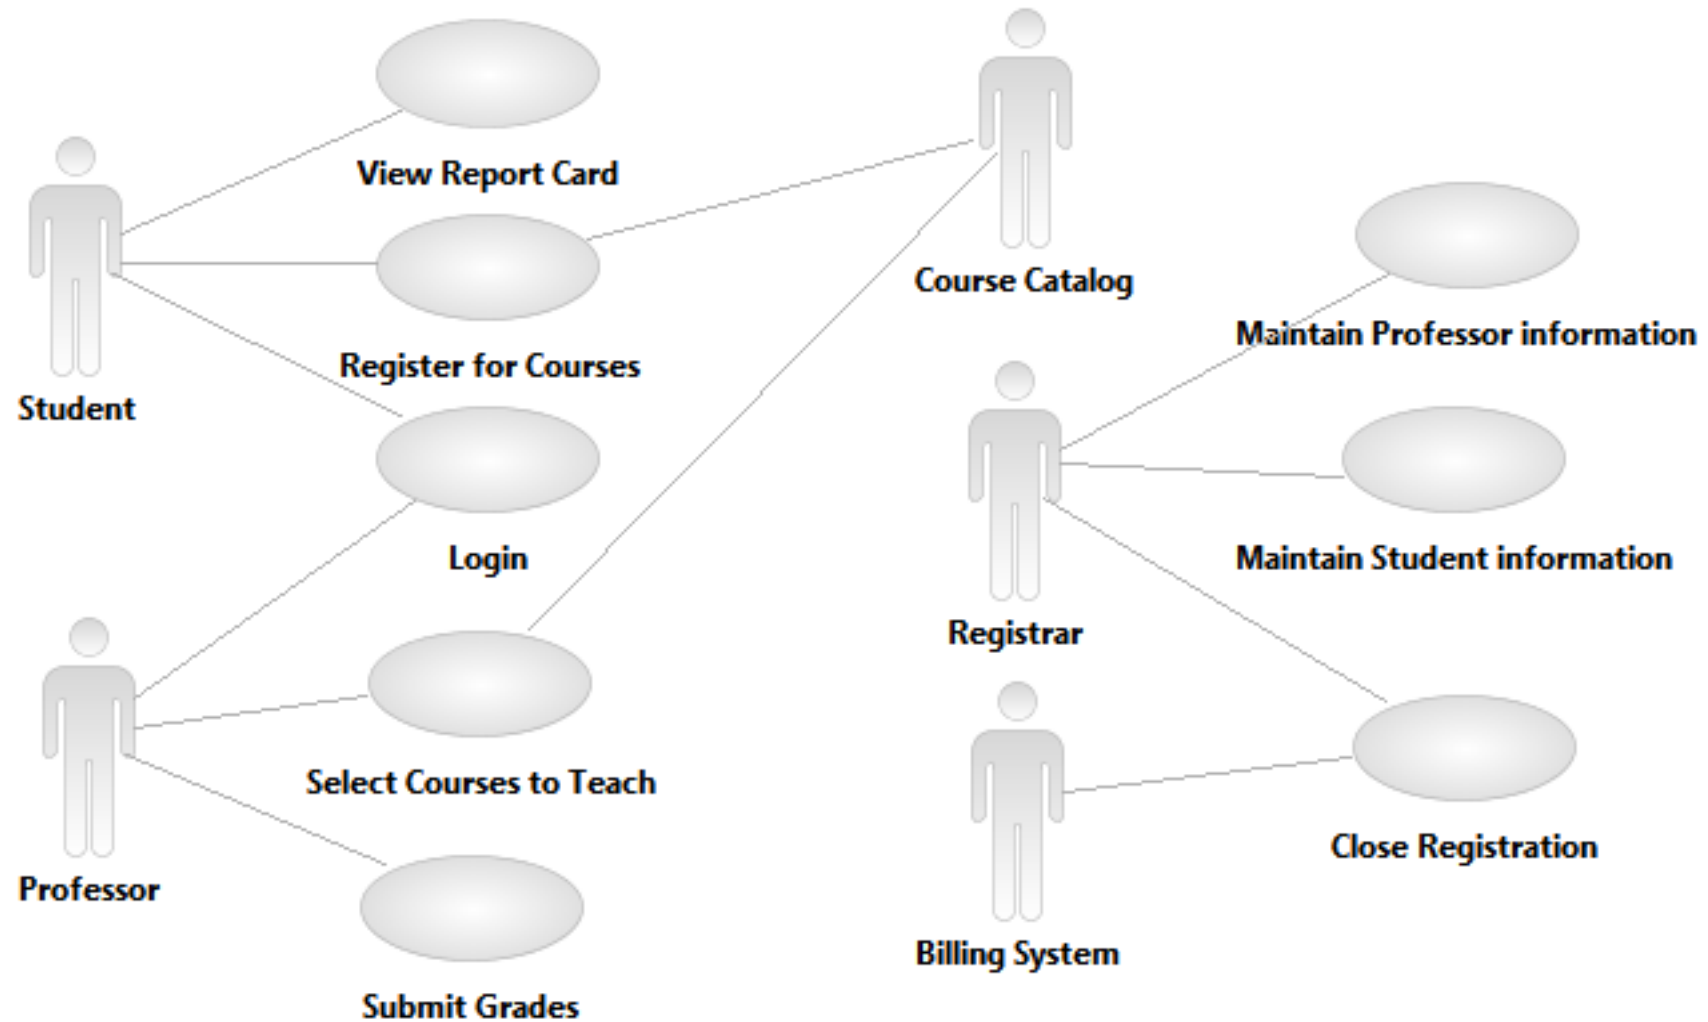 View Report Card
Course Catalog
Maintain Professor information
Register for Courses
Student
Login
Maintain Student information
Registrar
Select Courses to Teach
Close Registration
Professor
Billing System
Submit Grades